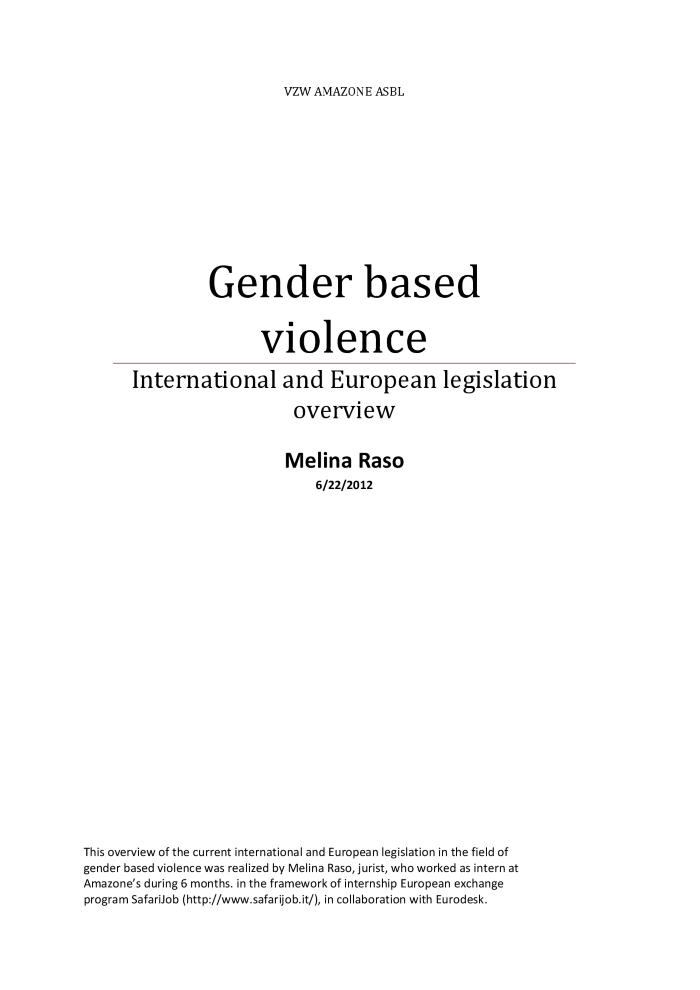 VZW AMAZONE ASBL
Gender based
violence
International and European legislation
overview
Melina Raso
6/22/2012
This overview of the current international and European legislation in the field of
gender based violence was realized by Melina Raso, jurist, who worked as intern at
Amazone’s during 6 months. in the framework of internship European exchange
program SafariJob (http://www.safarijob.it/), in collaboration with Eurodesk.